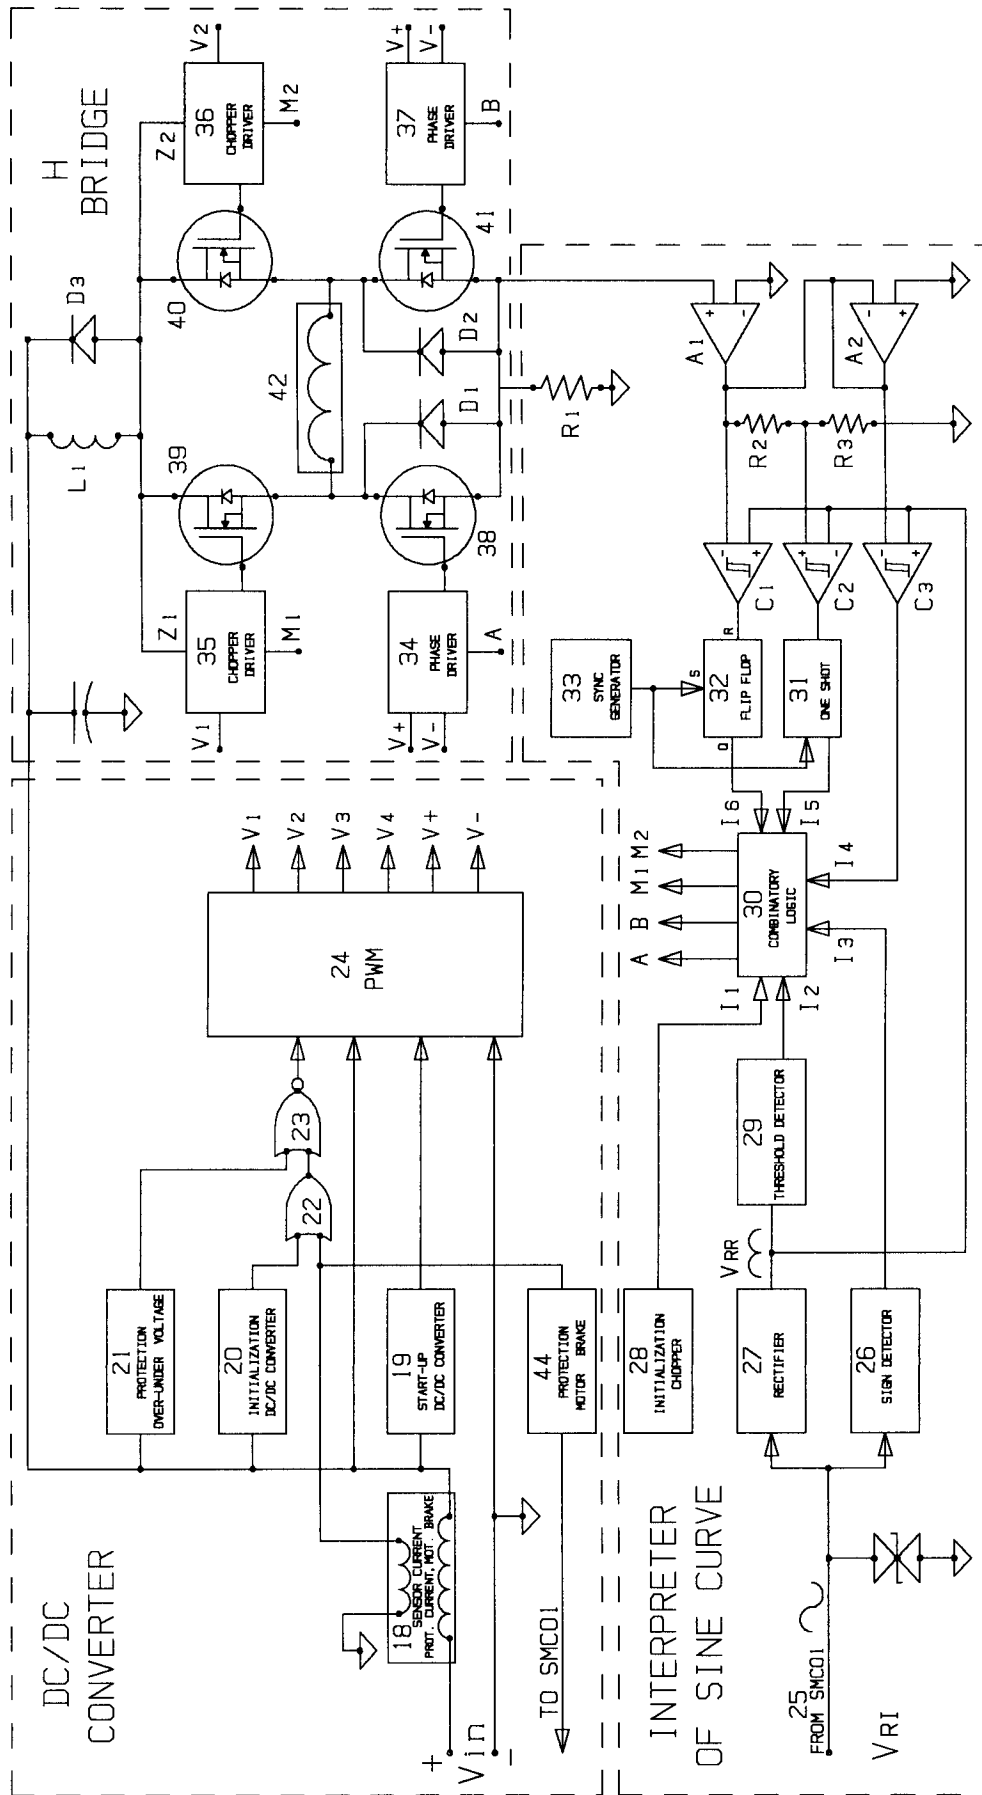 DC/DC
CONVERTER
18
SENSOR CURRENT
PROT. CURRENT, MOT. BRAKE
+
Vin
-
TO SMC01
21
PROTECTION
OVER-UNDER VOLTAGE
20
INITIALIZATION
DC/DC CONVERTER
19
START-UP
DC/DC CONVERTER
44
PROTECTION
MOTOR BRAKE
22
23
24
PWM
V1
V2
V3
V4
V+
V-
H
BRIDGE
L1
D3
Z1
35
CHOPPER
DRIVER
V1
M1
39
40
Z2
36
CHOPPER
DRIVER
V2
M2
42
34
PHASE
DRIVER
V+
V-
A
38
D1
D2
41
37
PHASE
DRIVER
V+
V-
B
R1
INTERPRETER
OF SINE CURVE
25
FROM SMC01
VRI
28
INITIALIZATION
CHOPPER
27
RECTIFIER
26
SIGN DETECTOR
VRR
29
THRESHOLD DETECTOR
I1
I2
I3
I4
I5
I6
30
COMBINATORY
LOGIC
A
B
M1
M2
33
SYNC
GENERATOR
32
FLIP FLOP
S
Q
R
31
ONE SHOT
C1
-
+
C2
+
-
C3
-
+
R2
R3
A1
+
-
A2
-
+